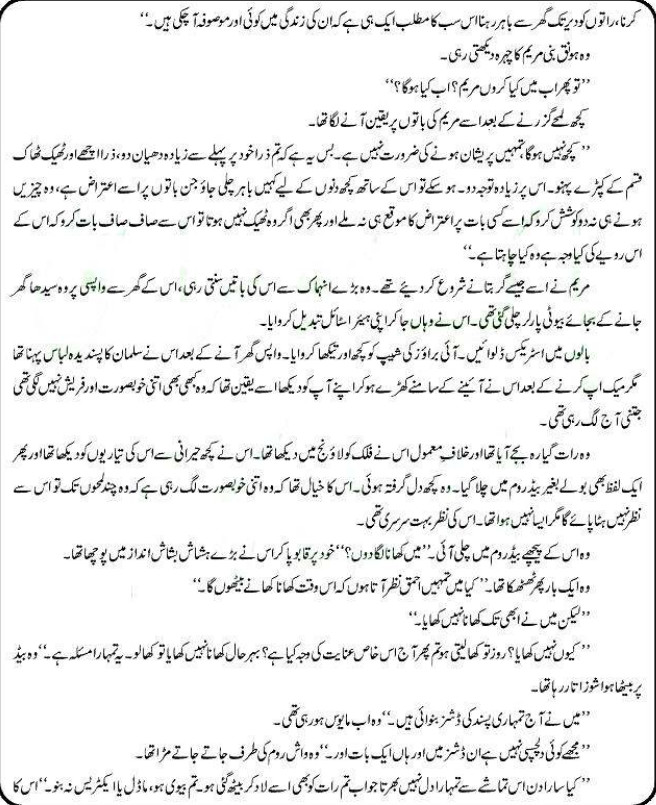 کرنا، راتوں کو دیر تک گھر سے باہر رہنا اس سب کا مطلب ایک ہی ہے کہ ان کی زندگی میں کوئی اور موصوفہ آ چکی ہیں۔‘‘
وہ ہونق بنی مریم کا چہرہ دیکھتی رہی۔
’’تو پھر اب میں کیا کروں مریم؟ اب کیا ہوگا؟‘‘
کچھ لمحے گزرنے کے بعد اسے مریم کی باتوں پر یقین آنے لگا تھا۔
’’کچھ نہیں ہوگا، تمہیں پریشان ہونے کی ضرورت نہیں ہے۔ بس یہ ہے کہ تم ذرا خود پر پہلے سے زیادہ دھیان دو، ذرا اچھے اور ٹھیک ٹھاک
قسم کے کپڑے پہنو۔ اس پر زیادہ توجہ دو۔ ہو سکے تو اس کے ساتھ کچھ دنوں کے لیے کہیں باہر چلی جاؤ جن باتوں پر اسے اعتراض ہے، وہ چیزیں
ہونے ہی نہ دو کوشش کرو کہ اسے کسی بات پر اعتراض کا موقع ہی نہ ملے اور پھر بھی اگر وہ ٹھیک نہیں ہوتا تو اس سے صاف صاف بات کرو کہ اس کے
اس رویے کی کیا وجہ ہے وہ کیا چاہتا ہے۔‘‘
مریم نے اسے جیسے گر بتانے شروع کر دیئے تھے۔ وہ بڑے انہماک سے اس کی باتیں سنتی رہی، اس کے گھر سے واپسی پر وہ سیدھا گھر
جانے کے بجائے بیوٹی پارلر چلی گئی تھی۔ اس نے وہاں جا کر اپنی ہیئر اسٹائل تبدیل کروایا۔
بالوں میں اسٹریکس ڈلوائیں۔ آئی براؤز کی شیپ کو کچھ اور تیکھا کروایا۔ واپس گھر آنے کے بعد اس نے سلمان کا پسندیدہ لباس پہنا تھا
مگر میک اپ کرنے کے بعد اس نے آئینے کے سامنے کھڑے ہو کر اپنے آپ کو دیکھا اسے یقین تھا کہ وہ کبھی بھی اتنی خوبصورت اور فریش نہیں لگی تھی
جتنی آج لگ رہی تھی۔
وہ رات گیارہ بجے آیا تھا اور خلاف معمول اس نے فلک کو لاؤنج میں دیکھا تھا۔ اس نے کچھ حیرانی سے اس کی تیاریوں کو دیکھا تھا اور پھر
ایک لفظ بھی بولے بغیر بیڈ روم میں چلا گیا۔ وہ کچھ دل گرفتہ ہوئی۔ اس کا خیال تھا کہ وہ اتنی خوبصورت لگ رہی ہے کہ وہ چند لمحوں تک تو اس سے
نظر نہیں ہٹا پائے گا مگر ایسا نہیں ہوا تھا۔ اس کی نظر بہت سرسری تھی۔
وہ اس کے پیچھے بیڈ روم میں چلی آئی۔ ’’میں کھانا لگا دوں؟‘‘ خود پر قابو پا کر اس نے بڑے ہشاش بشاش انداز میں پوچھا تھا۔
وہ ایک بار پھر ٹھٹھکا تھا۔ ’’کیا میں تمہیں احمق نظر آتا ہوں کہ اس وقت کھانا کھانے بیٹھوں گا۔‘‘
’’لیکن میں نے ابھی تک کھانا نہیں کھایا۔‘‘
’’کیوں نہیں کھایا؟ روز تو کھا لیتی ہو تم پھر آج اس خاص عنایت کی وجہ کیا ہے؟ بہر حال کھانا نہیں کھایا تو کھا لو۔ یہ تمہارا مسئلہ ہے۔‘‘ وہ بیڈ
پر بیٹھا ہوا شوز اتار رہا تھا۔
’’میں نے آج تمہاری پسند کی ڈشز بنوائی ہیں۔‘‘ وہ اب مایوس ہو رہی تھی۔
’’مجھے کوئی دلچسپی نہیں ہے ان ڈشز میں اور ہاں ایک بات اور۔‘‘ وہ واش روم کی طرف جاتے جاتے مڑا تھا۔
’’کیا سارا دن اس تماشے سے تمہارا دل نہیں بھرتا جو اب تم رات کو بھی اسے لاد کر بیٹھ گئی ہو۔ تم بیوی ہو، ماڈل یا ایکٹریس نہ بنو۔‘‘ اس کا